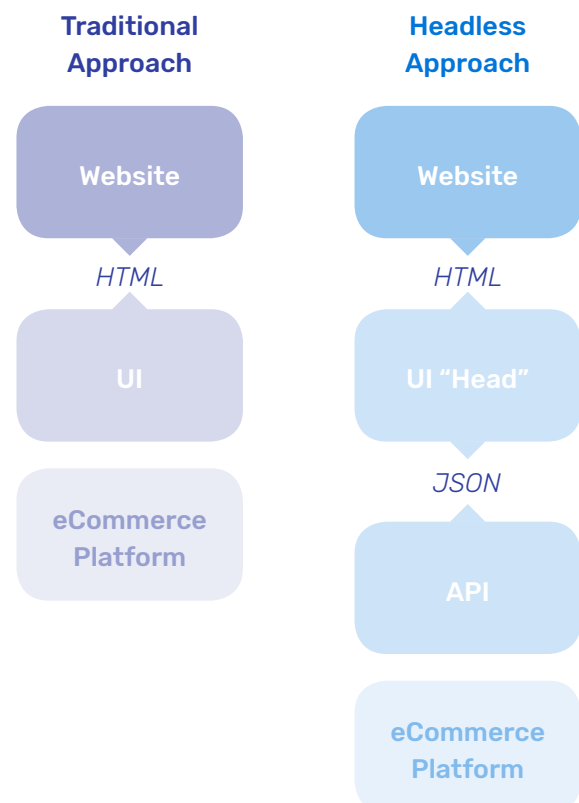 Traditional
Approach
Website
HTML
UI
eCommerce
Platform
Headless
Approach
Website
HTML
UI “Head”
JSON
API
eCommerce
Platform